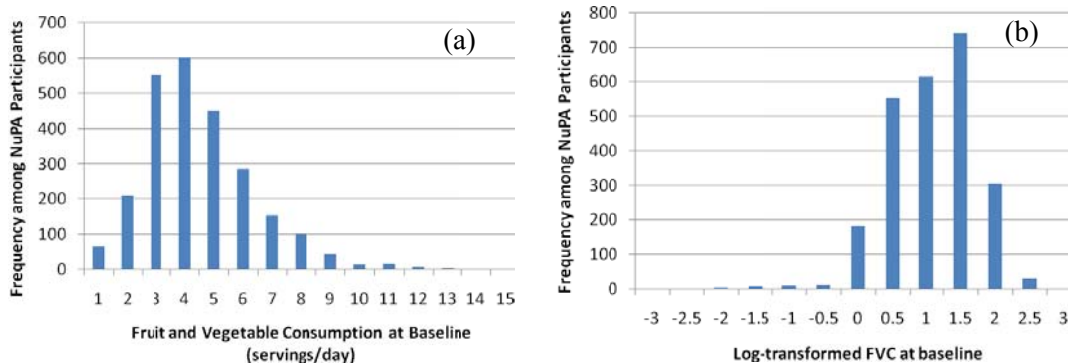 700
600
500
400
300
200
100
0
Frequency among NuPA Participants
(a)
1 2 3 4 5 6 7 8 9 10 11 12 13 14 15
Fruit and Vegetable Consumption at Baseline
(servings/day)
800
700
600
500
400
300
200
100
0
Frequency among NuPA Participants
(b)
-3 -2.5 -2 -1.5 -1 -0.5 0 0.5 1 1.5 2 2.5 3
Log-transformed FVC at baseline